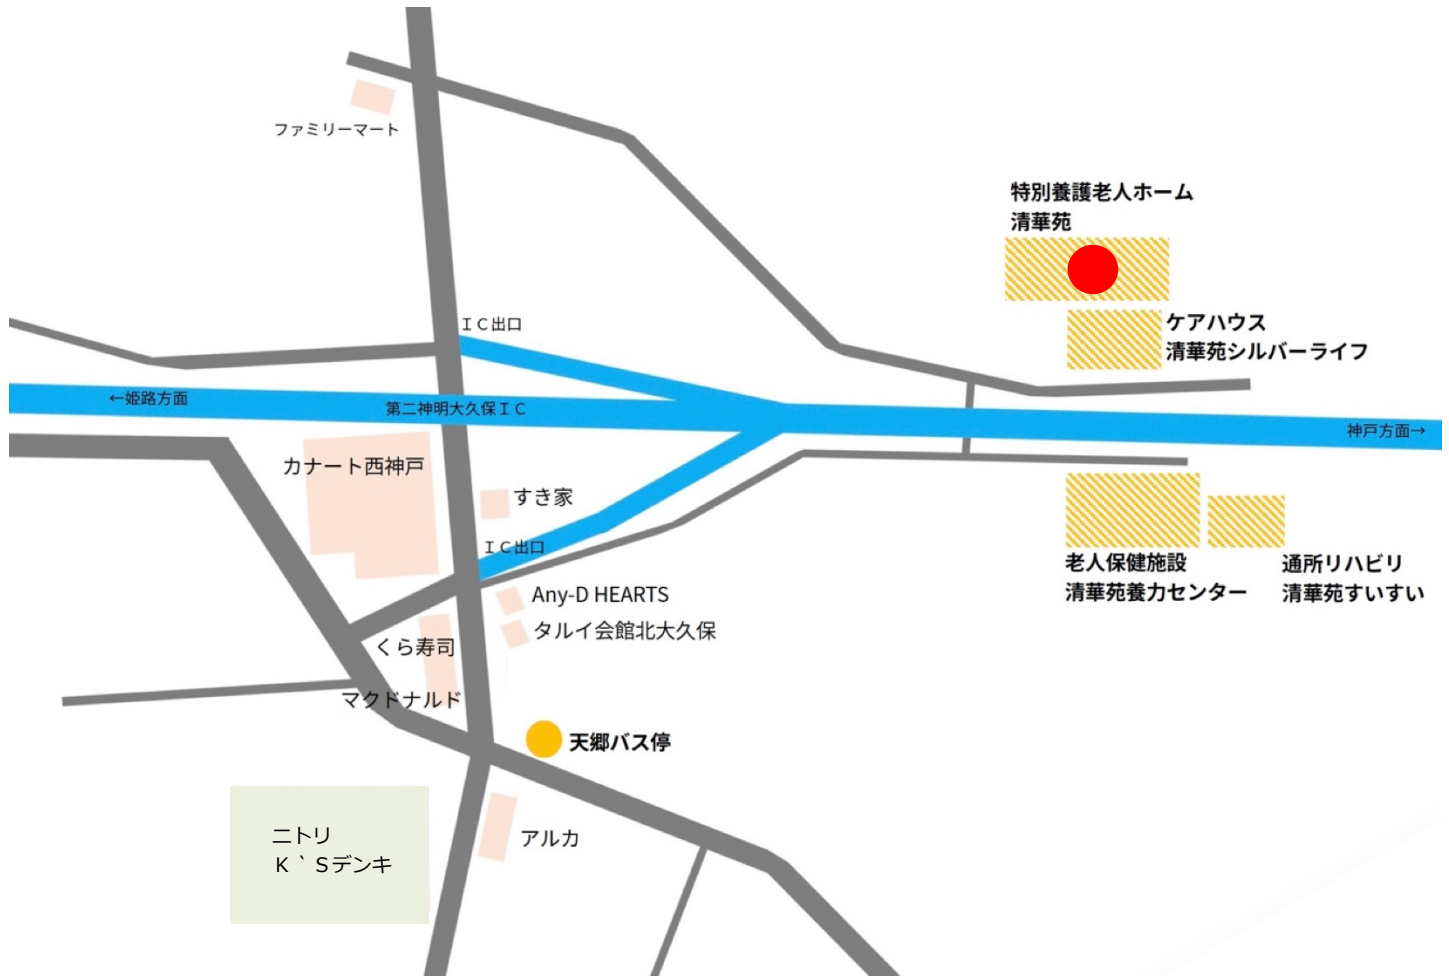 ファミリーマート
特別養護老人ホーム
清華苑
ケアハウス
清華苑シルバーライフ
ＩＣ出口
←姫路方面
第二神明大久保ＩＣ
神戸方面→
カナート西神戸
すき家
ＩＣ出口
老人保健施設
清華苑養力センター
通所リハビリ
清華苑すいすい
Any-D HEARTS
タルイ会館北大久保
くら寿司
マクドナルド
天郷バス停
ニトリ
Ｋ｀Ｓデンキ
アルカ